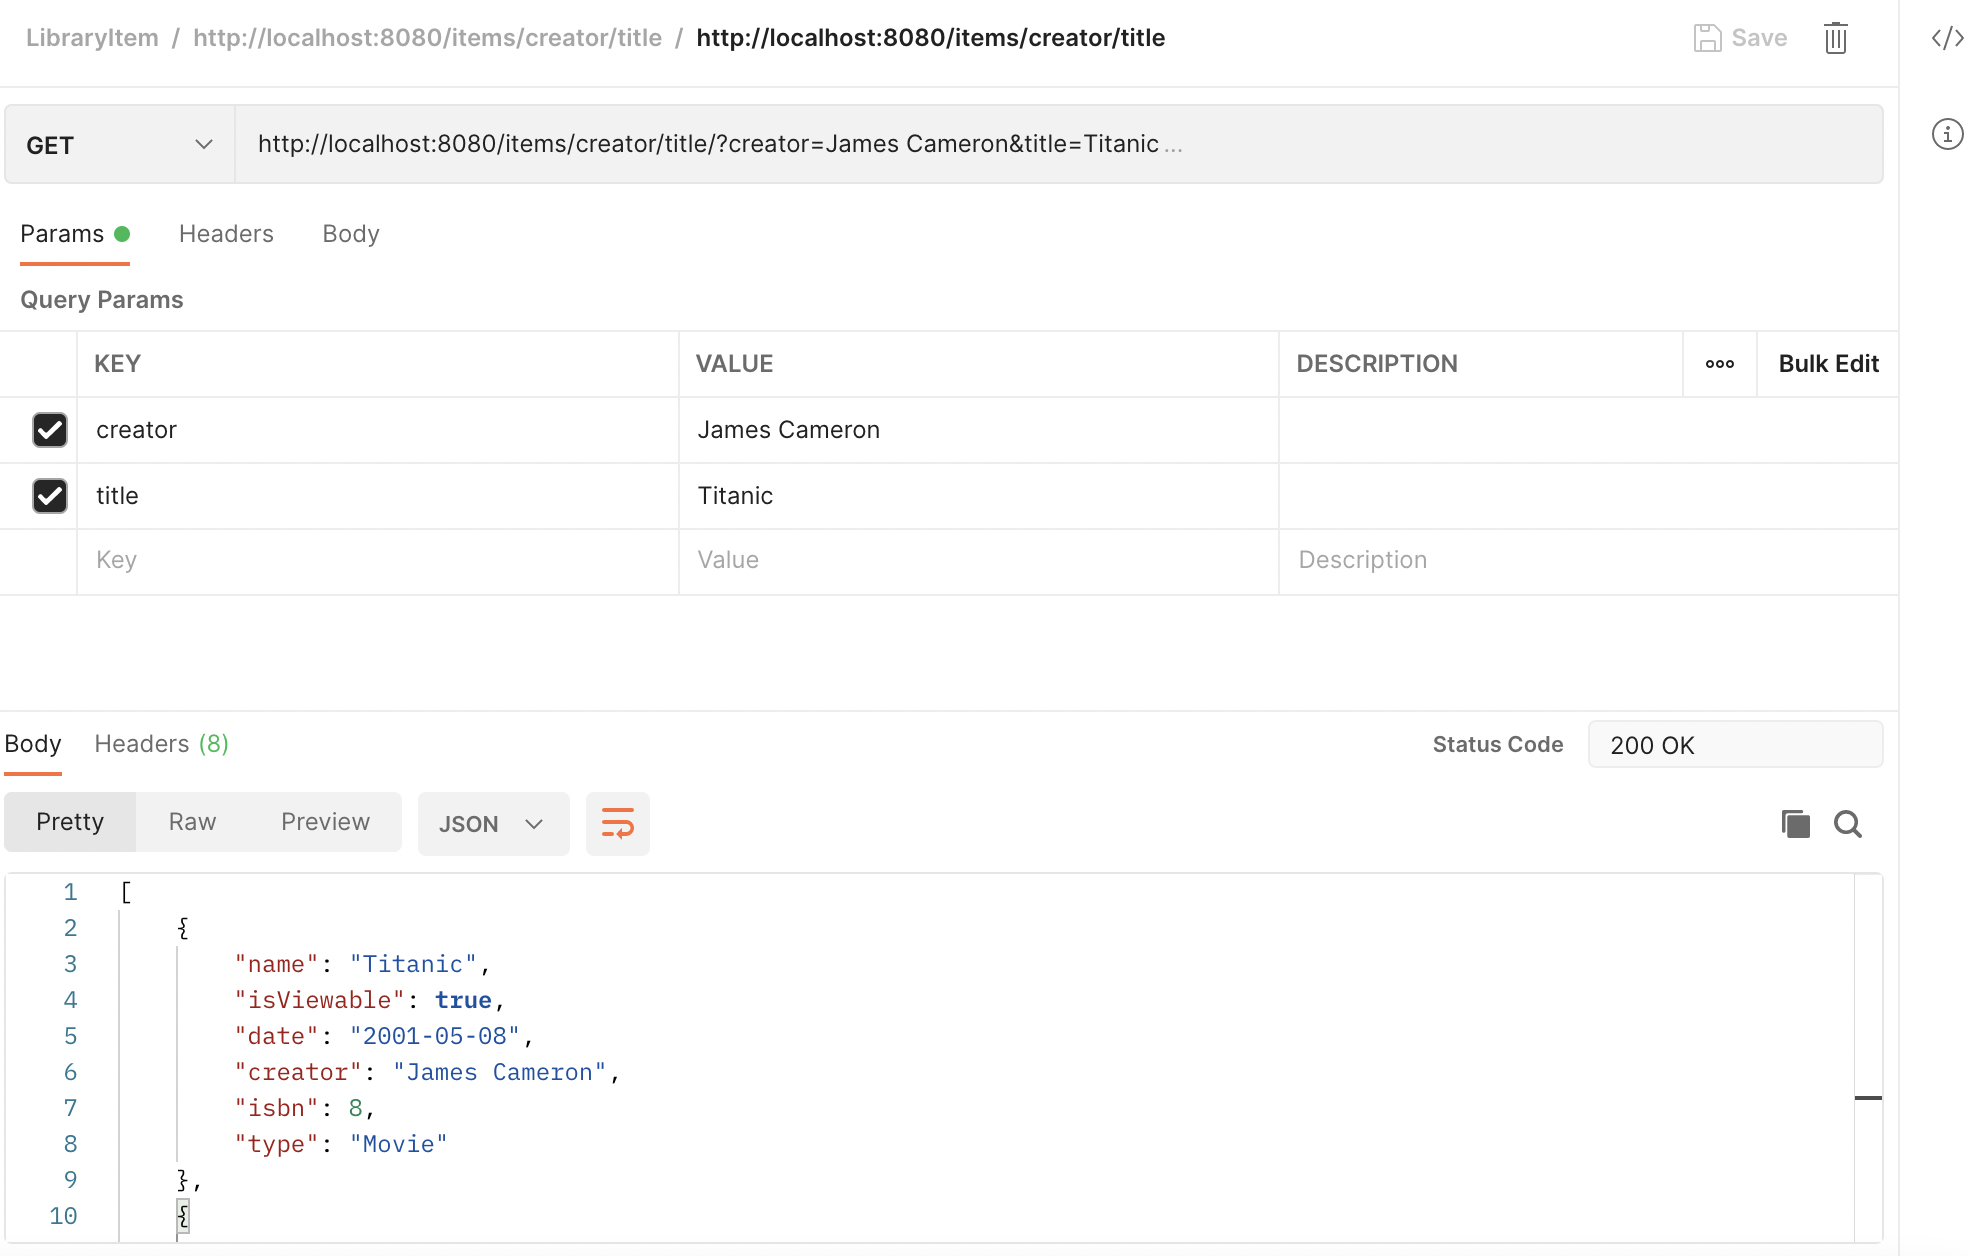 LibraryItem / http://localhost:8080/items/creator/title / http://localhost:8080/items/creator/title
Save
GET
http://localhost:8080/items/creator/title/?creator=James Cameron&title=Titanic ...
Params Headers Body
Query Params
KEY VALUE DESCRIPTION ooo Bulk Edit
creator James Cameron
title Titanic
Key Value Description
Body Headers (8) Status Code 200 OK
Pretty Raw Preview JSON
1 [
2 {
3 "name": "Titanic",
4 "isViewable": true,
5 "date": "2001-05-08",
6 "creator": "James Cameron",
7 "isbn": 8,
8 "type": "Movie"
9 },
10 {